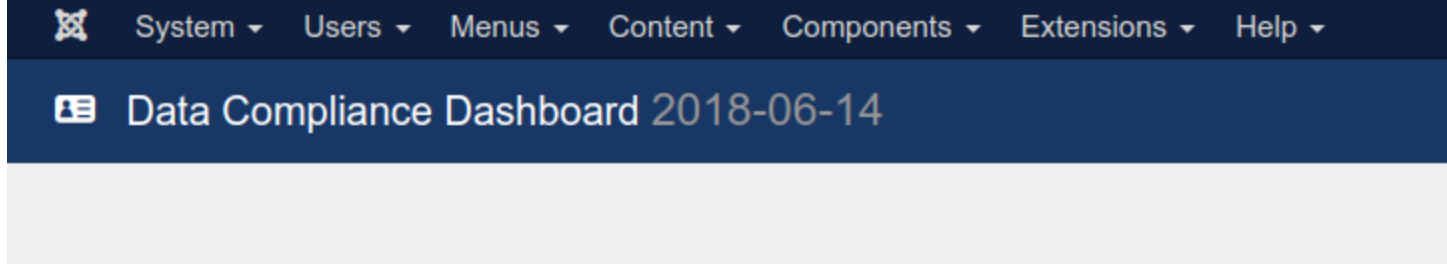 System Users Menus Content Components Extensions Help
Data Compliance Dashboard 2018-06-14